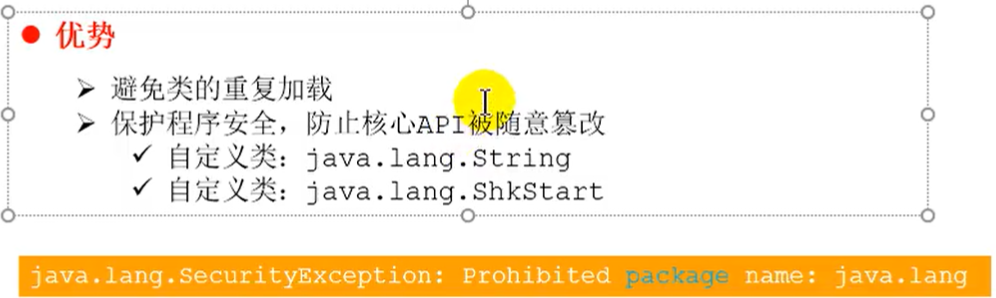 优势
避免类的重复加载
保护程序安全，防止核心API被随意篡改
自定义类：java.lang.String
自定义类：java.lang.ShkStart
java.lang.SecurityException: Prohibited package name: java.lang